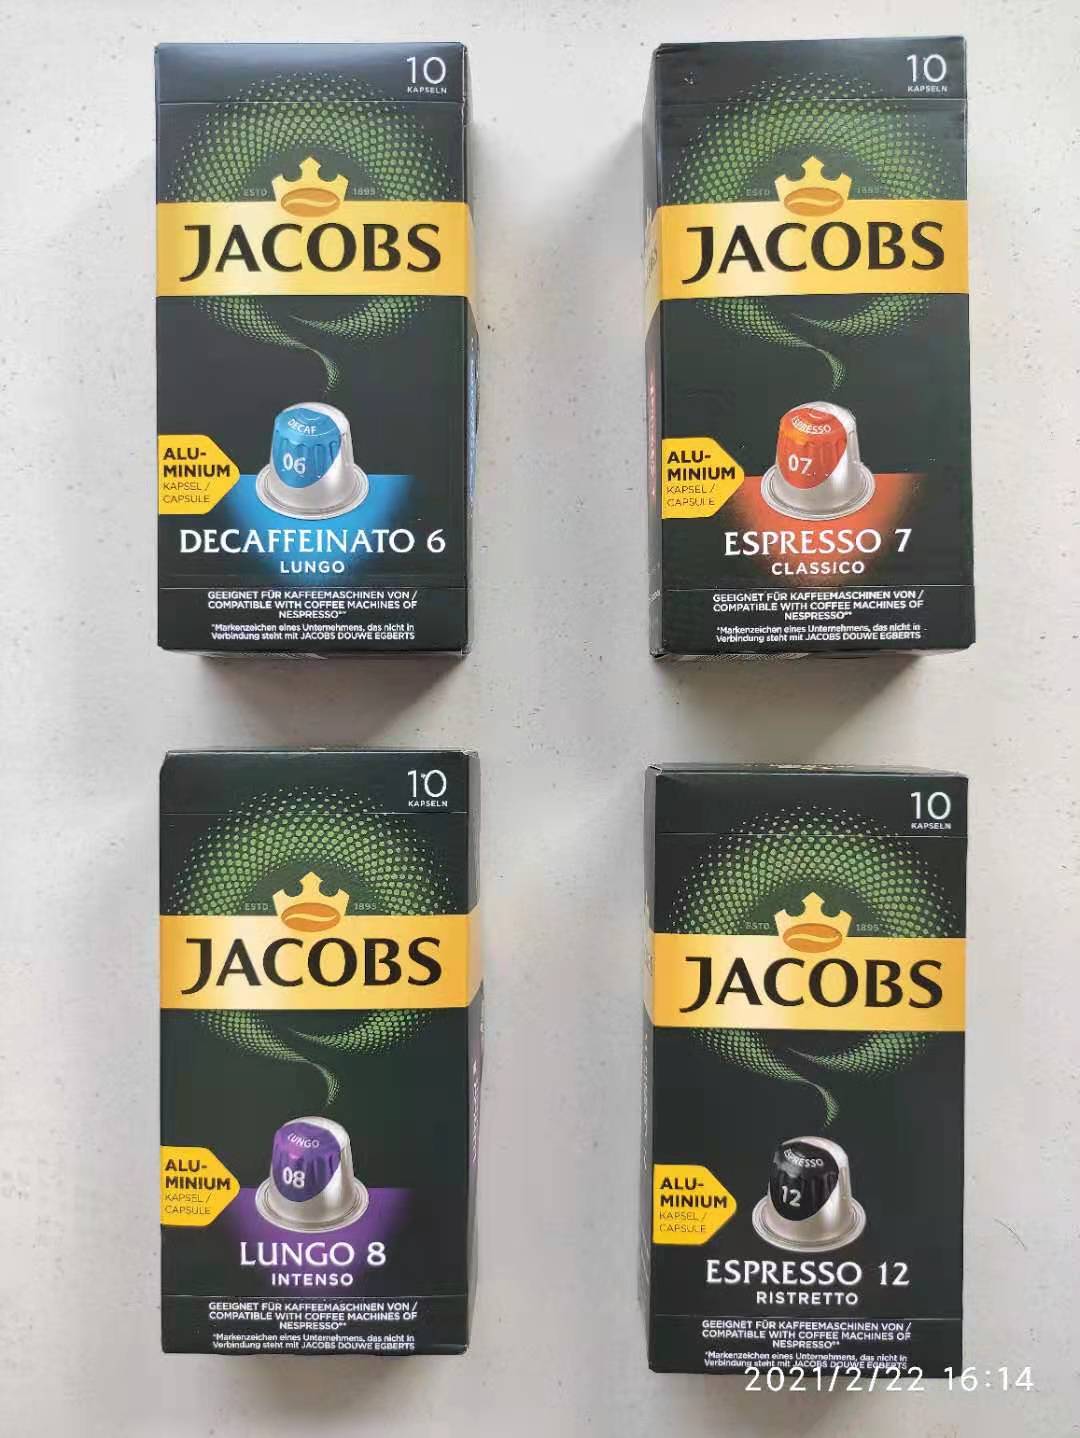 10
KAPSELN
ESTD 1895
JACOBS
DECAF
06
ALU-
MINIUM
KAPSEL /
CAPSULE
DECAFFEINATO 6
LUNGO
GEEIGNET FÜR KAFFEEMASCHINEN VON /
COMPATIBLE WITH COFFEE MACHINES OF
NESPRESSO®*
*Markenzeichen eines Unternehmens, das nicht in
Verbindung steht mit JACOBS DOUWE EGBERTS
10
KAPSELN
ESTD 1895
JACOBS
ESPRESSO
07
ALU-
MINIUM
KAPSEL /
CAPSULE
ESPRESSO 7
CLASSICO
GEEIGNET FÜR KAFFEEMASCHINEN VON /
COMPATIBLE WITH COFFEE MACHINES OF
NESPRESSO®*
*Markenzeichen eines Unternehmens, das nicht in
Verbindung steht mit JACOBS DOUWE EGBERTS
10
KAPSELN
ESTD 1895
JACOBS
LUNGO
08
ALU-
MINIUM
KAPSEL /
CAPSULE
LUNGO 8
INTENSO
GEEIGNET FÜR KAFFEEMASCHINEN VON /
COMPATIBLE WITH COFFEE MACHINES OF
NESPRESSO®*
*Markenzeichen eines Unternehmens, das nicht in
Verbindung steht mit JACOBS DOUWE EGBERTS
10
KAPSELN
ESTD 1895
JACOBS
ESPRESSO
12
ALU-
MINIUM
KAPSEL /
CAPSULE
ESPRESSO 12
RISTRETTO
GEEIGNET FÜR KAFFEEMASCHINEN VON /
COMPATIBLE WITH COFFEE MACHINES OF
NESPRESSO®*
*Markenzeichen eines Unternehmens, das nicht in
Verbindung steht mit JACOBS DOUWE EGBERTS
2021/2/22 16:14